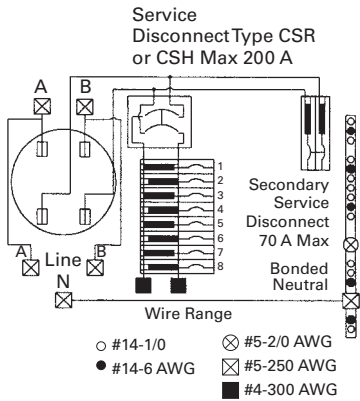 Service
Disconnect Type CSR
or CSH Max 200 A
A
B
1
2
3
4
5
6
7
8
Secondary
Service
Disconnect
70 A Max
A
Line
B
N
Bonded
Neutral
Wire Range
#14-1/0
#14-6 AWG
#5-2/0 AWG
#5-250 AWG
#4-300 AWG